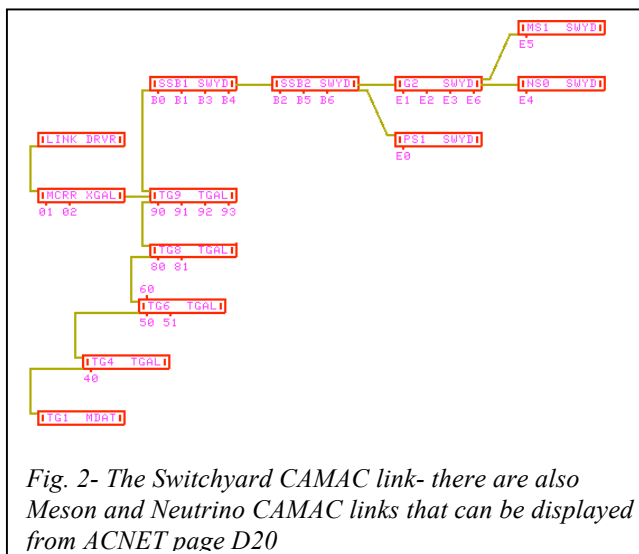 MS1 SWYD
E5
SSB1 SWYD
B0 B1 B3 B4
SSB2 SWYD
B2 B5 B6
G2 SWYD
E1 E2 E3 E6
NS0 SWYD
E4
LINK DRVR
PS1 SWYD
E0
MCRR XGAL
01 02
TG9 TGAL
90 91 92 93
TG8 TGAL
80 81
60
TG6 TGAL
50 51
TG4 TGAL
40
TG1 MDAT
Fig. 2- The Switchyard CAMAC link- there are also
Meson and Neutrino CAMAC links that can be displayed
from ACNET page D20